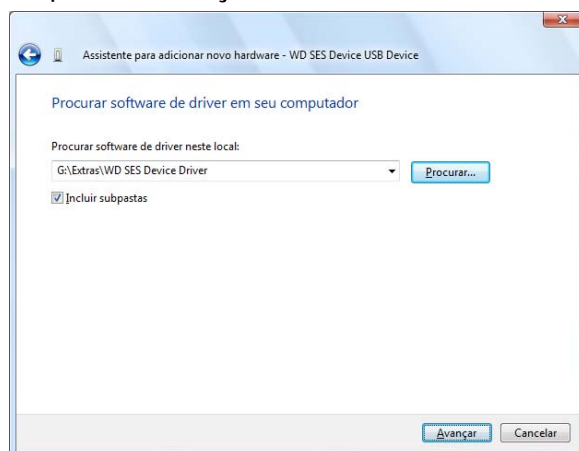 Assistente para adicionar novo hardware - WD SES Device USB Device
Procurar software de driver em seu computador
Procurar software de driver neste local:
G:\Extras\WD SES Device Driver
Procurar...
Incluir subpastas
Avançar
Cancelar